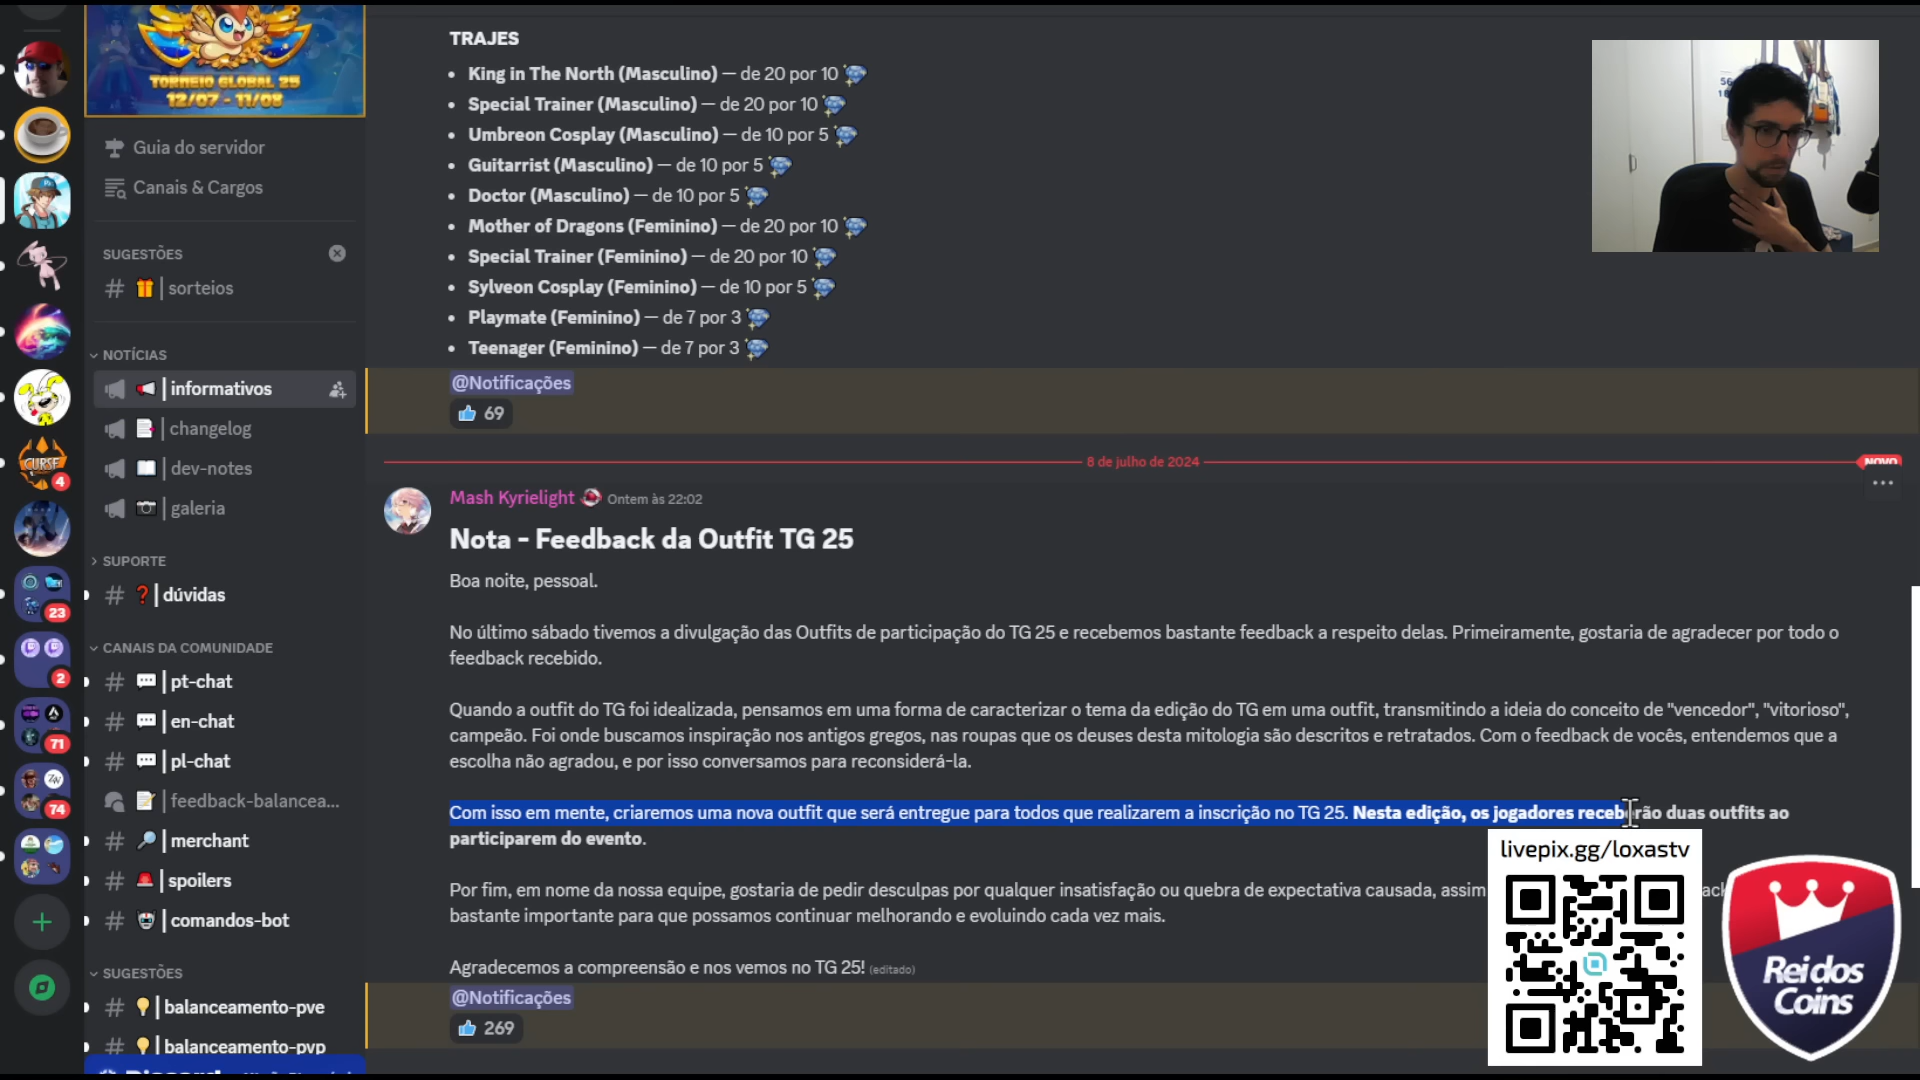 TORNEIO GLOBAL 25
12/07 - 11/08
Guia do servidor
Canais & Cargos
SUGESTÕES
sorteios
NOTÍCIAS
informativos
changelog
dev-notes
galeria
SUPORTE
dúvidas
CANAIS DA COMUNIDADE
pt-chat
en-chat
pl-chat
feedback-balancea...
merchant
spoilers
comandos-bot
SUGESTÕES
balanceamento-pve
balanceamento-pvp
CURSE
4
23
2
71
74
TRAJES
• King in The North (Masculino) — de 20 por 10
• Special Trainer (Masculino) — de 20 por 10
• Umbreon Cosplay (Masculino) — de 10 por 5
• Guitarrist (Masculino) — de 10 por 5
• Doctor (Masculino) — de 10 por 5
• Mother of Dragons (Feminino) — de 20 por 10
• Special Trainer (Feminino) — de 20 por 10
• Sylveon Cosplay (Feminino) — de 10 por 5
• Playmate (Feminino) — de 7 por 3
• Teenager (Feminino) — de 7 por 3
@Notificações
69
8 de julho de 2024
NOVO
Mash Kyrielight Ontem às 22:02
Nota - Feedback da Outfit TG 25
Boa noite, pessoal.
No último sábado tivemos a divulgação das Outfits de participação do TG 25 e recebemos bastante feedback a respeito delas. Primeiramente, gostaria de agradecer por todo o
feedback recebido.
Quando a outfit do TG foi idealizada, pensamos em uma forma de caracterizar o tema da edição do TG em uma outfit, transmitindo a ideia do conceito de "vencedor", "vitorioso",
campeão. Foi onde buscamos inspiração nos antigos gregos, nas roupas que os deuses desta mitologia são descritos e retratados. Com o feedback de vocês, entendemos que a
escolha não agradou, e por isso conversamos para reconsiderá-la.
Com isso em mente, criaremos uma nova outfit que será entregue para todos que realizarem a inscrição no TG 25. Nesta edição, os jogadores receberão duas outfits ao
participarem do evento.
Por fim, em nome da nossa equipe, gostaria de pedir desculpas por qualquer insatisfação ou quebra de expectativa causada, assim
bastante importante para que possamos continuar melhorando e evoluindo cada vez mais.
Agradecemos a compreensão e nos vemos no TG 25! (editado)
@Notificações
269
livepix.gg/loxastv
Rei dos
Coins